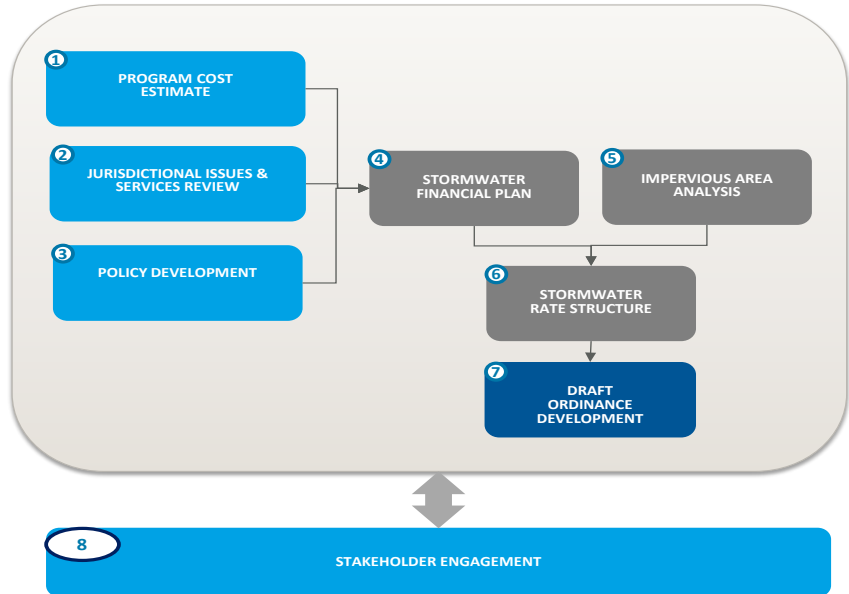 1
PROGRAM COST
ESTIMATE
2
JURISDICTIONAL ISSUES &
SERVICES REVIEW
3
POLICY DEVELOPMENT
4
STORMWATER
FINANCIAL PLAN
5
IMPERVIOUS AREA
ANALYSIS
6
STORMWATER
RATE STRUCTURE
7
DRAFT
ORDINANCE
DEVELOPMENT
8
STAKEHOLDER ENGAGEMENT